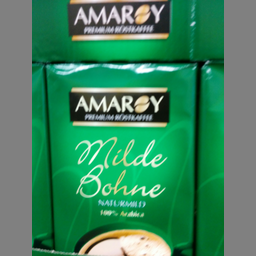 AMAROY
PREMIUM RÖSTKAFFEE
AMAROY
PREMIUM RÖSTKAFFEE
Milde
Bohne
NATURMILD
100% Arabica